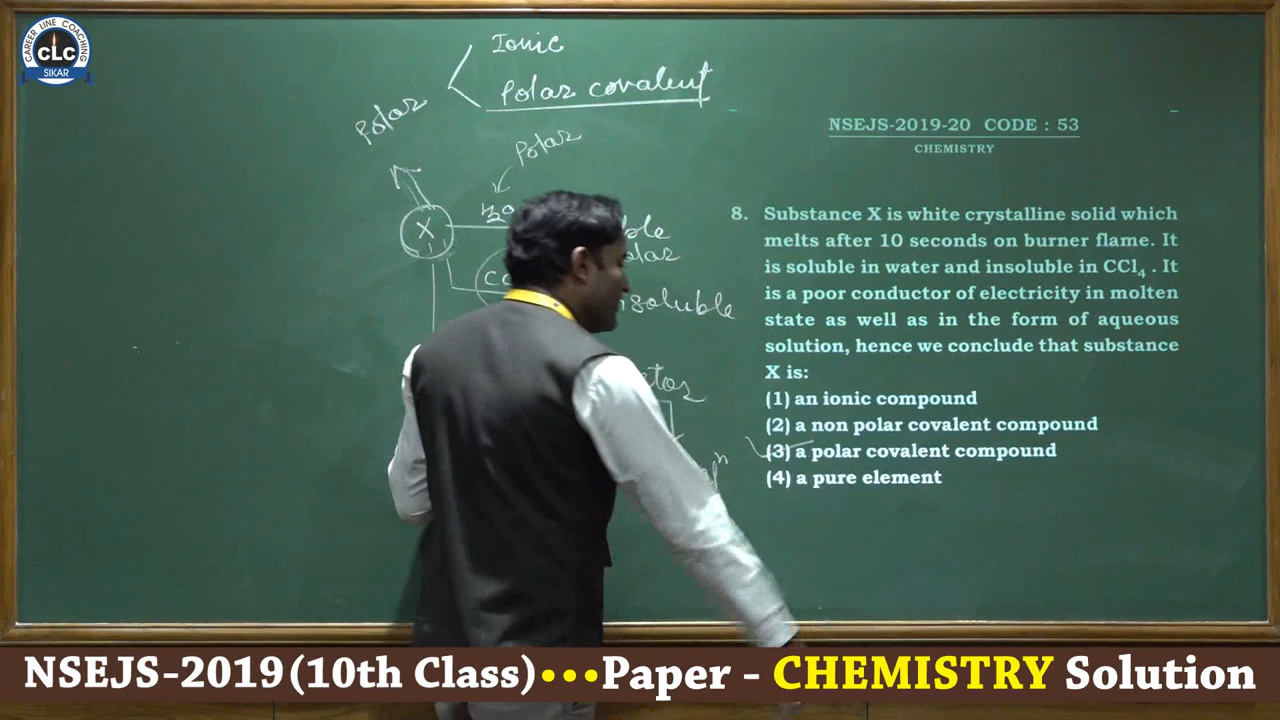 CAREER LINE COACHING
CLC
SIKAR
Ionic
Polar covalent
Polar
Polar
X
soluble
NSEJS-2019-20 CODE : 53
CHEMISTRY
8. Substance X is white crystalline solid which
melts after 10 seconds on burner flame. It
is soluble in water and insoluble in CCl₄ . It
is a poor conductor of electricity in molten
state as well as in the form of aqueous
solution, hence we conclude that substance
X is:
(1) an ionic compound
(2) a non polar covalent compound
(3) a polar covalent compound
(4) a pure element
NSEJS-2019(10th Class)•••Paper - CHEMISTRY Solution